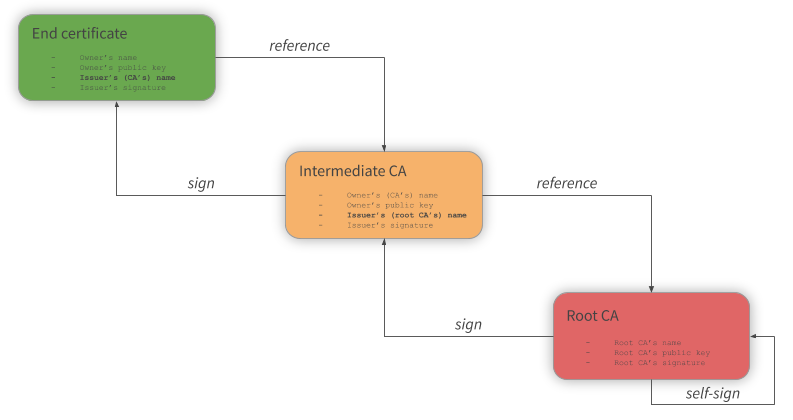 End certificate
- Owner's name
- Owner's public key
- Issuer's (CA's) name
- Issuer's signature
reference
sign
Intermediate CA
- Owner's (CA's) name
- Owner's public key
- Issuer's (root CA's) name
- Issuer's signature
reference
sign
Root CA
- Root CA's name
- Root CA's public key
- Root CA's signature
self-sign